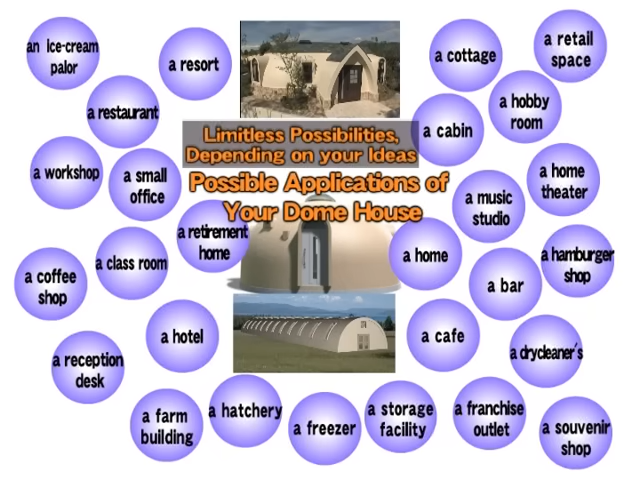 an Ice-cream
palor
a resort
a cottage
a retail
space
a restaurant
a hobby
room
a cabin
Limitless Possibilities,
Depending on your Ideas
Possible Applications of
Your Dome House
a workshop
a small
office
a home
theater
a music
studio
a retirement
home
a class room
a home
a hamburger
shop
a coffee
shop
a bar
a hotel
a cafe
a drycleaner's
a reception
desk
a farm
building
a hatchery
a freezer
a storage
facility
a franchise
outlet
a souvenir
shop